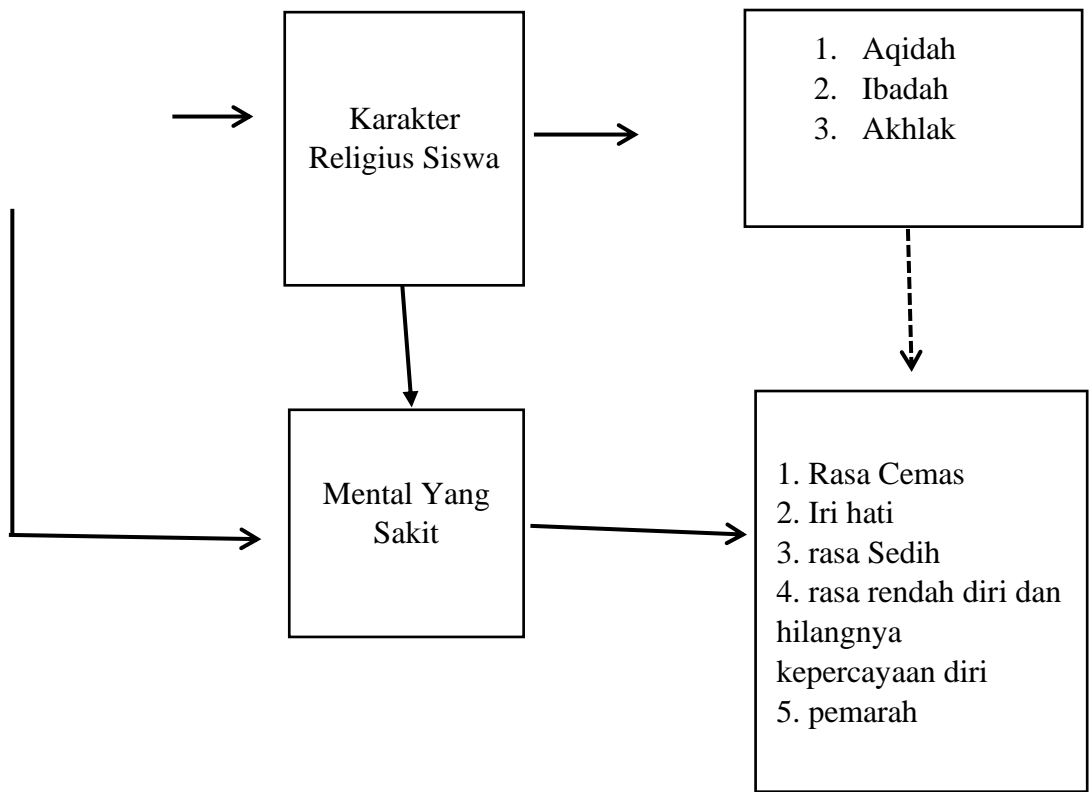 Karakter
Religius Siswa
1. Aqidah
2. Ibadah
3. Akhlak
Mental Yang
Sakit
1. Rasa Cemas
2. Iri hati
3. rasa Sedih
4. rasa rendah diri dan
hilangnya
kepercayaan diri
5. pemarah